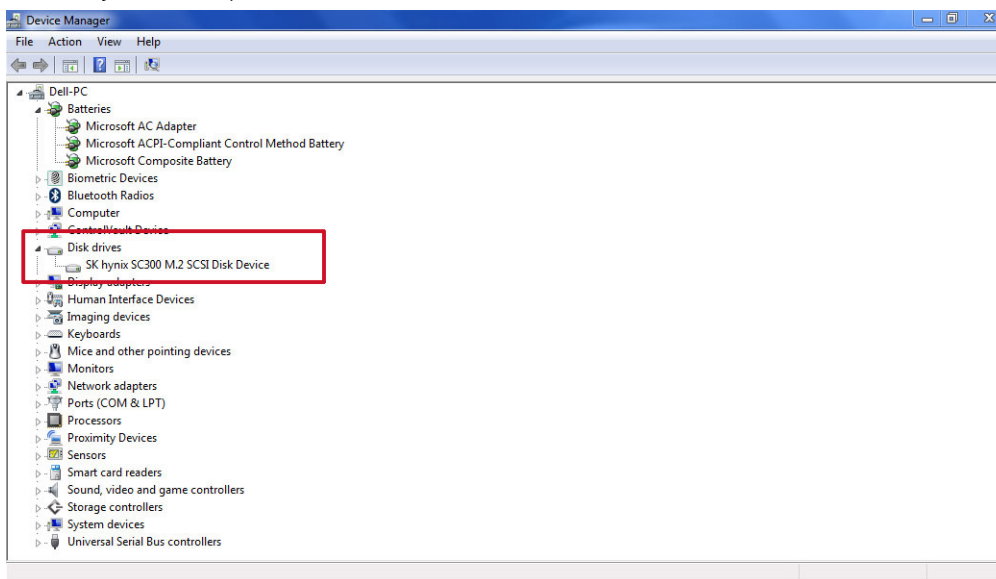 Device Manager
File Action View Help
Dell-PC
Batteries
Microsoft AC Adapter
Microsoft ACPI-Compliant Control Method Battery
Microsoft Composite Battery
Biometric Devices
Bluetooth Radios
Computer
ControlVault Device
Disk drives
SK hynix SC300 M.2 SCSI Disk Device
Display adapters
Human Interface Devices
Imaging devices
Keyboards
Mice and other pointing devices
Monitors
Network adapters
Ports (COM & LPT)
Processors
Proximity Devices
Sensors
Smart card readers
Sound, video and game controllers
Storage controllers
System devices
Universal Serial Bus controllers